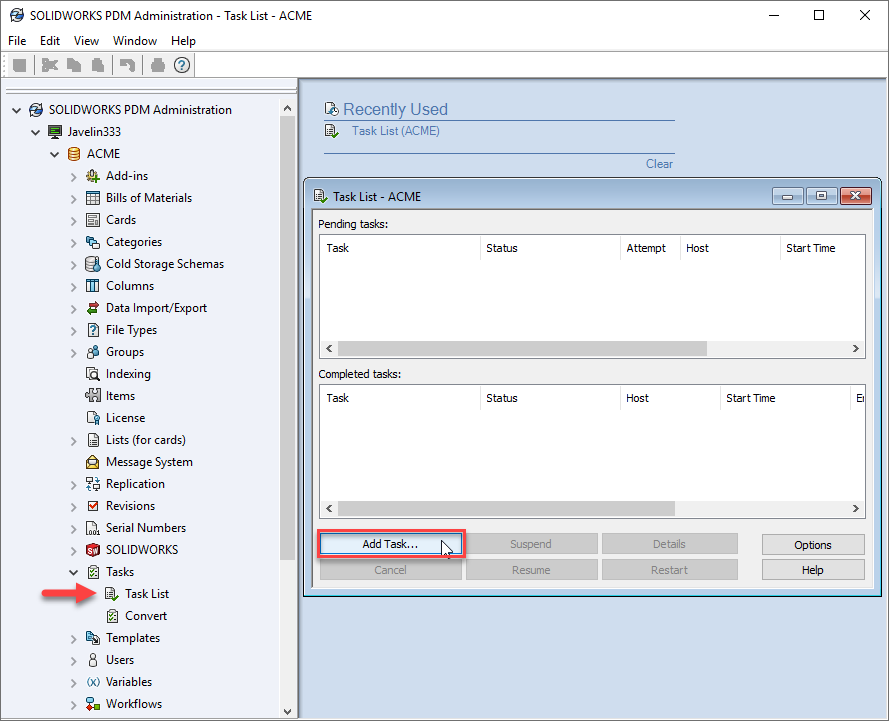 SOLIDWORKS PDM Administration - Task List - ACME
File Edit View Window Help
SOLIDWORKS PDM Administration
Javelin333
ACME
Add-ins
Bills of Materials
Cards
Categories
Cold Storage Schemas
Columns
Data Import/Export
File Types
Groups
Indexing
Items
License
Lists (for cards)
Message System
Replication
Revisions
Serial Numbers
SOLIDWORKS
Tasks
Task List
Convert
Templates
Users
Variables
Workflows
Recently Used
Task List (ACME)
Clear
Task List - ACME
Pending tasks:
Task Status Attempt Host Start Time
Completed tasks:
Task Status Host Start Time
Add Task... Suspend Details Options
Cancel Resume Restart Help